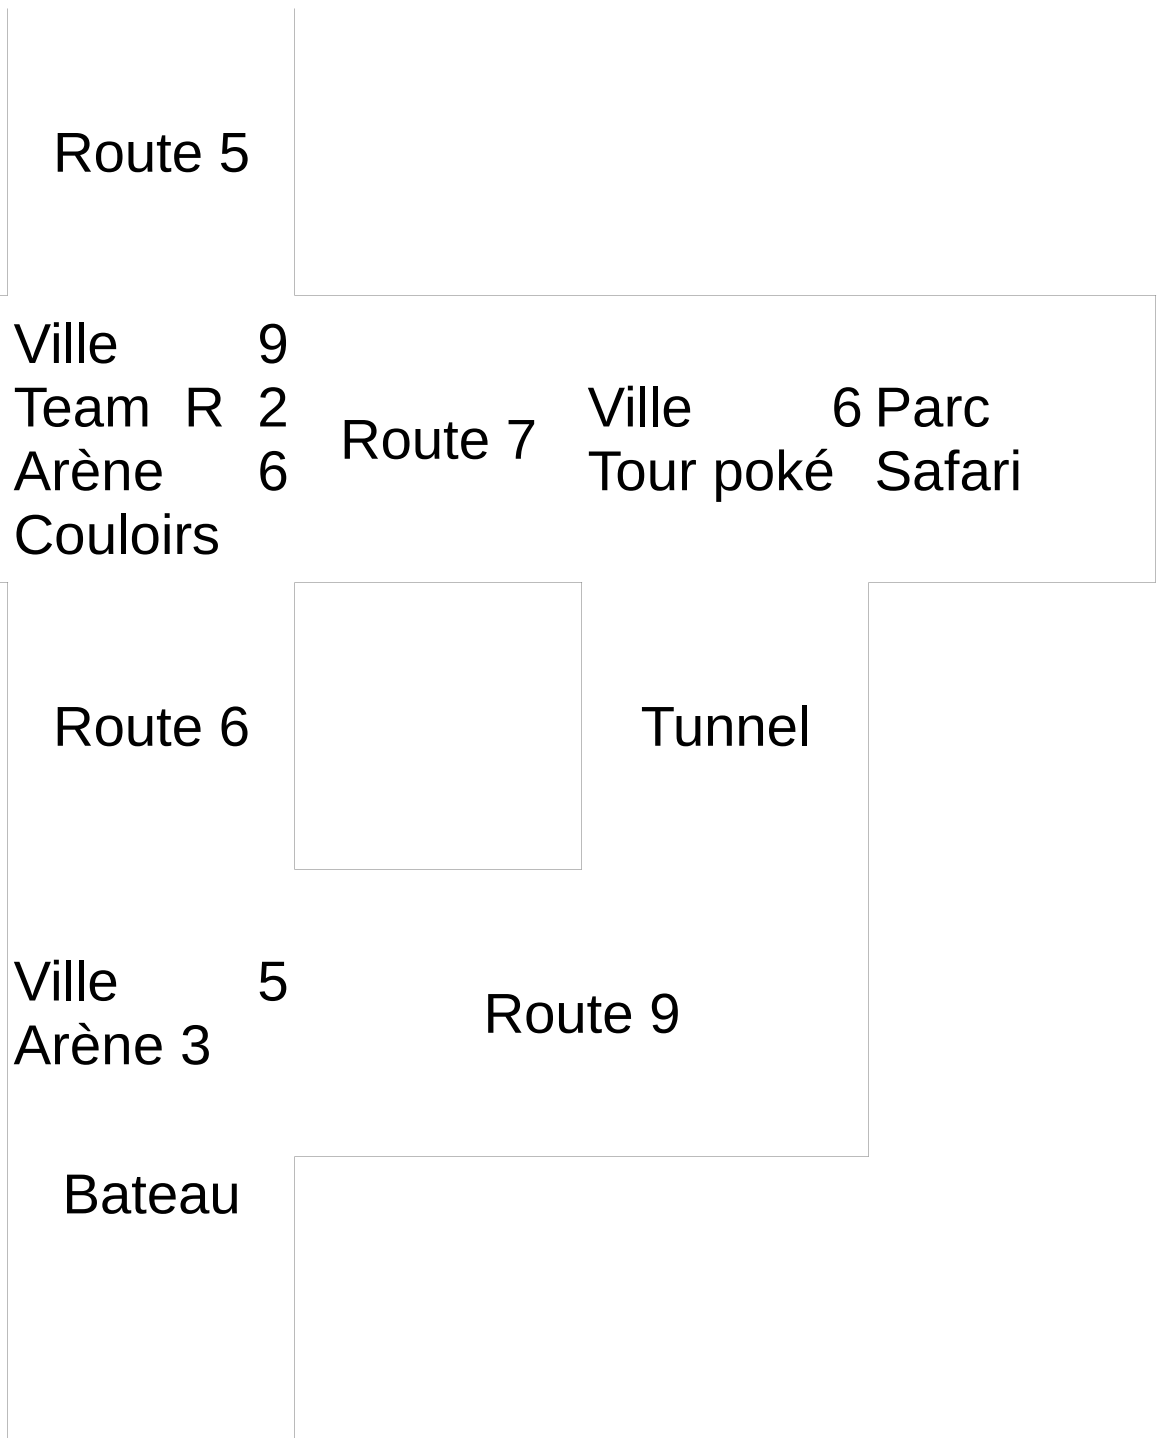 Route 5
Ville 9
Team R 2
Arène 6
Couloirs
Route 7
Ville 6
Tour poké
Parc
Safari
Route 6
Tunnel
Ville 5
Arène 3
Route 9
Bateau